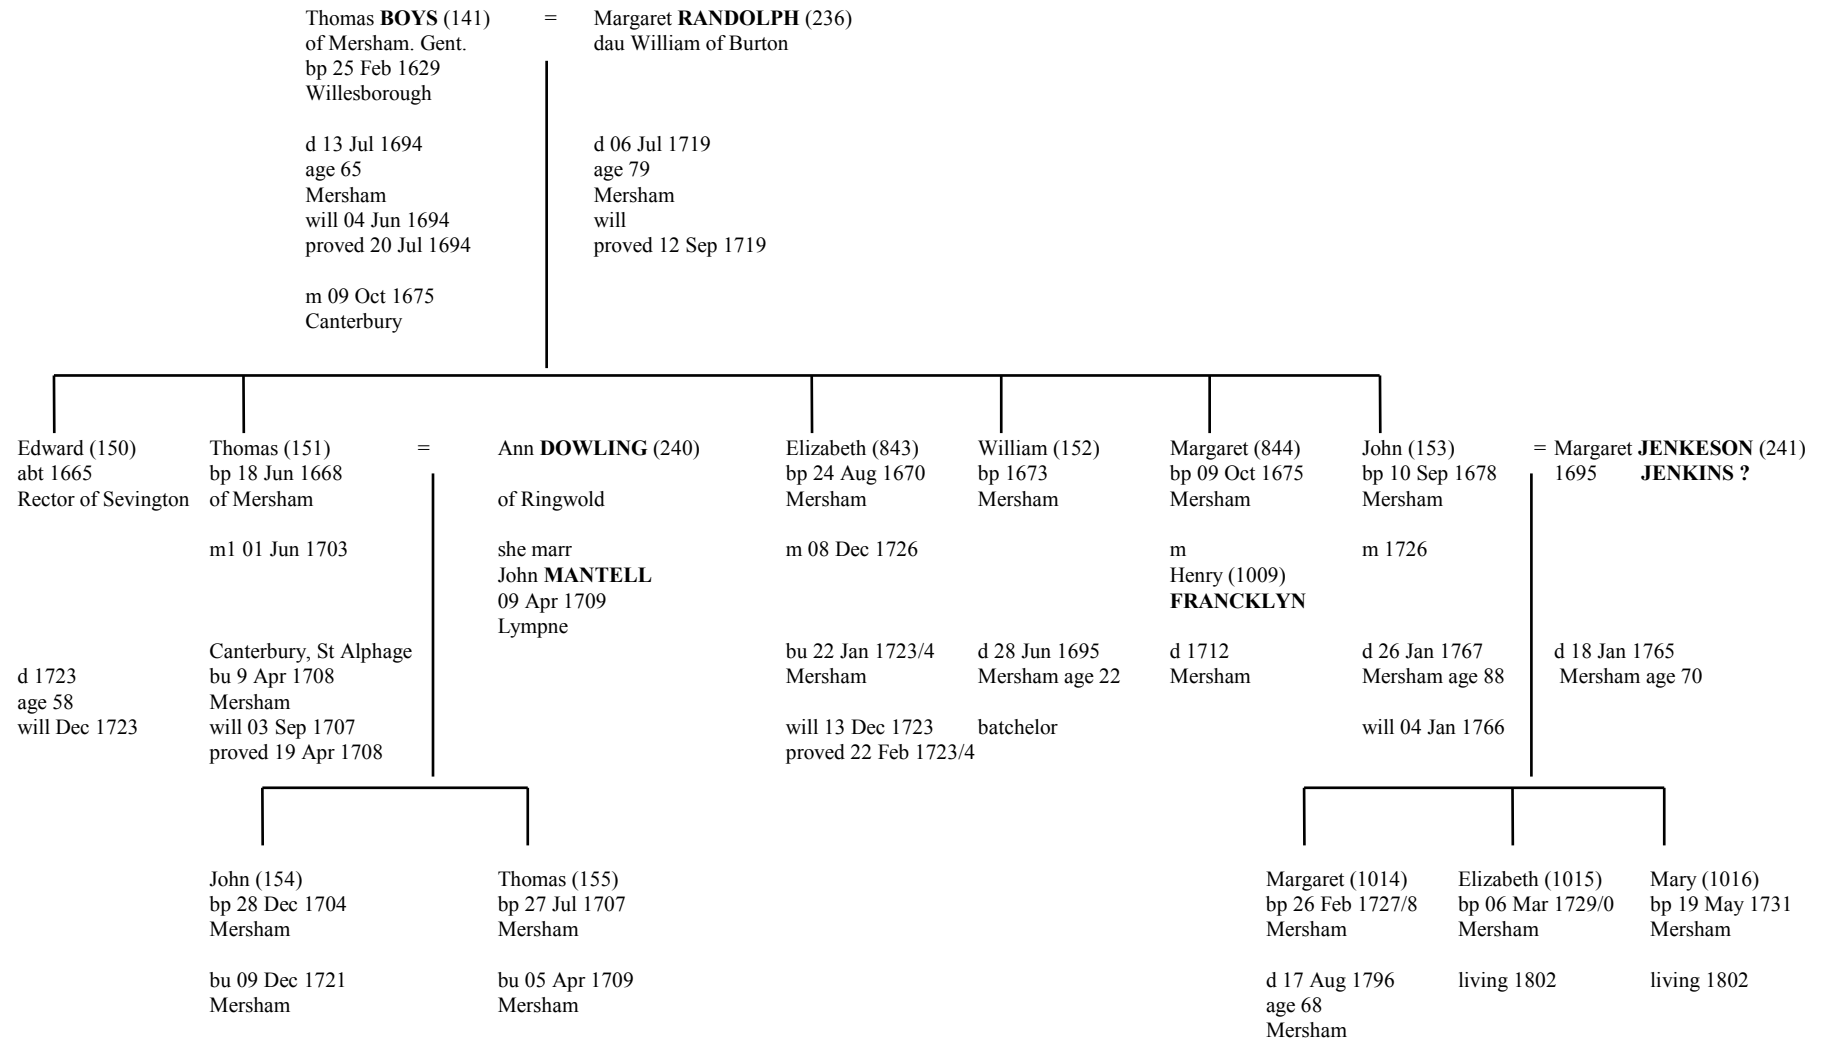 Thomas BOYS (141) = Margaret RANDOLPH (236)
of Mersham. Gent. dau William of Burton
bp 25 Feb 1629
Willesborough
d 13 Jul 1694 d 06 Jul 1719
age 65 age 79
Mersham Mersham
will 04 Jun 1694 will
proved 20 Jul 1694 proved 12 Sep 1719
m 09 Oct 1675
Canterbury
Edward (150) Thomas (151) = Ann DOWLING (240) Elizabeth (843) William (152) Margaret (844) John (153) = Margaret JENKESON (241)
abt 1665 bp 18 Jun 1668 bp 24 Aug 1670 bp 1673 bp 09 Oct 1675 bp 10 Sep 1678 1695 JENKINS ?
Rector of Sevington of Mersham of Ringwold Mersham Mersham Mersham Mersham
m1 01 Jun 1703 she marr m 08 Dec 1726 m m 1726
John MANTELL Henry (1009)
09 Apr 1709 FRANCKLYN
Lympne
Canterbury, St Alphage bu 22 Jan 1723/4 d 28 Jun 1695 d 1712 d 26 Jan 1767 d 18 Jan 1765
d 1723 bu 9 Apr 1708 Mersham Mersham age 22 Mersham Mersham age 88 Mersham age 70
age 58 Mersham
will Dec 1723 will 03 Sep 1707 will 13 Dec 1723 batchelor will 04 Jan 1766
proved 19 Apr 1708 proved 22 Feb 1723/4
John (154) Thomas (155) Margaret (1014) Elizabeth (1015) Mary (1016)
bp 28 Dec 1704 bp 27 Jul 1707 bp 26 Feb 1727/8 bp 06 Mar 1729/0 bp 19 May 1731
Mersham Mersham Mersham Mersham Mersham
bu 09 Dec 1721 bu 05 Apr 1709 d 17 Aug 1796 living 1802 living 1802
Mersham Mersham age 68
Mersham